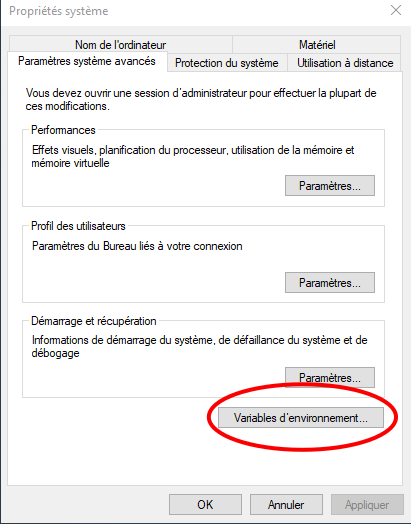 Propriétés système
Nom de l'ordinateur
Matériel
Paramètres système avancés
Protection du système
Utilisation à distance
Vous devez ouvrir une session d'administrateur pour effectuer la plupart de
ces modifications.
Performances
Effets visuels, planification du processeur, utilisation de la mémoire et
mémoire virtuelle
Paramètres...
Profil des utilisateurs
Paramètres du Bureau liés à votre connexion
Paramètres...
Démarrage et récupération
Informations de démarrage du système, de défaillance du système et de
débogage
Paramètres...
Variables d'environnement...
OK
Annuler
Appliquer